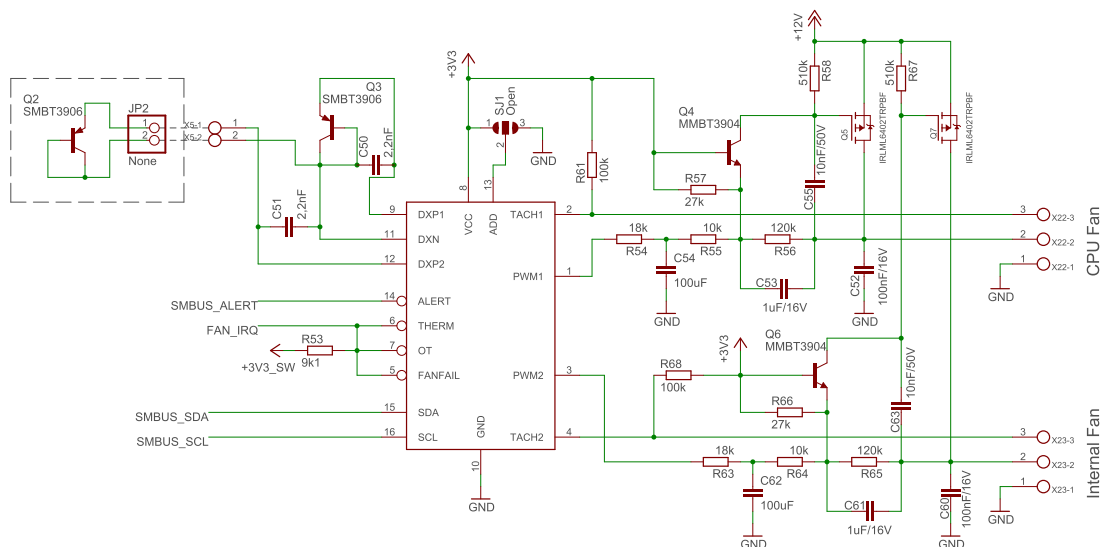 Q2
SMBT3906
JP2
1
2
None
X5-1
X5-2
1
2
Q3
SMBT3906
C50
2,2nF
C51
2,2nF
+3V3
SJ1
Open
1
3
2
GND
R61
100k
8
13
VCC
ADD
9
DXP1
11
DXN
12
DXP2
14
ALERT
6
THERM
7
OT
5
FANFAIL
15
SDA
16
SCL
GND
10
GND
TACH1
2
PWM1
1
PWM2
3
TACH2
4
SMBUS_ALERT
FAN_IRQ
R53
9k1
+3V3_SW
SMBUS_SDA
SMBUS_SCL
Q4
MMBT3904
R57
27k
18k
R54
10k
R55
120k
R56
C54
100uF
GND
C53
1uF/16V
+12V
510k
R58
510k
R67
Q5
IRLML6402TRPBF
Q7
IRLML6402TRPBF
C55
10nF/50V
C52
100nF/16V
GND
3
X22-3
2
X22-2
1
X22-1
GND
CPU Fan
+3V3
R68
100k
Q6
MMBT3904
R66
27k
18k
R63
10k
R64
120k
R65
C62
100uF
GND
C61
1uF/16V
C63
10nF/50V
C60
100nF/16V
GND
3
X23-3
2
X23-2
1
X23-1
GND
Internal Fan